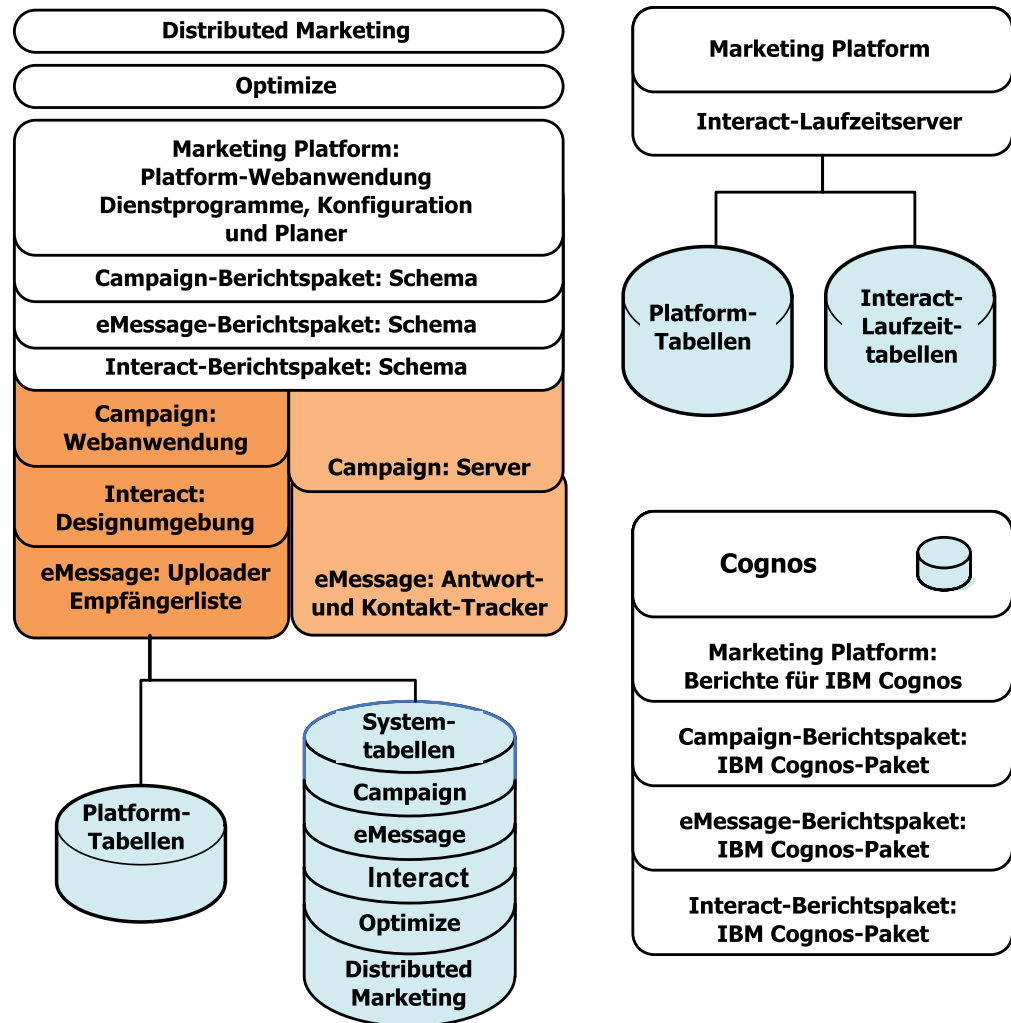 Distributed Marketing
Optimize
Marketing Platform:
Platform-Webanwendung
Dienstprogramme, Konfiguration
und Planer
Campaign-Berichtspaket: Schema
eMessage-Berichtspaket: Schema
Interact-Berichtspaket: Schema
Campaign:
Webanwendung
Interact:
Designumgebung
eMessage: Uploader
Empfängerliste
Campaign: Server
eMessage: Antwort-
und Kontakt-Tracker
Platform-
Tabellen
System-
tabellen
Campaign
eMessage
Interact
Optimize
Distributed
Marketing
Marketing Platform
Interact-Laufzeitserver
Platform-
Tabellen
Interact-
Laufzeit-
tabellen
Cognos
Marketing Platform:
Berichte für IBM Cognos
Campaign-Berichtspaket:
IBM Cognos-Paket
eMessage-Berichtspaket:
IBM Cognos-Paket
Interact-Berichtspaket:
IBM Cognos-Paket